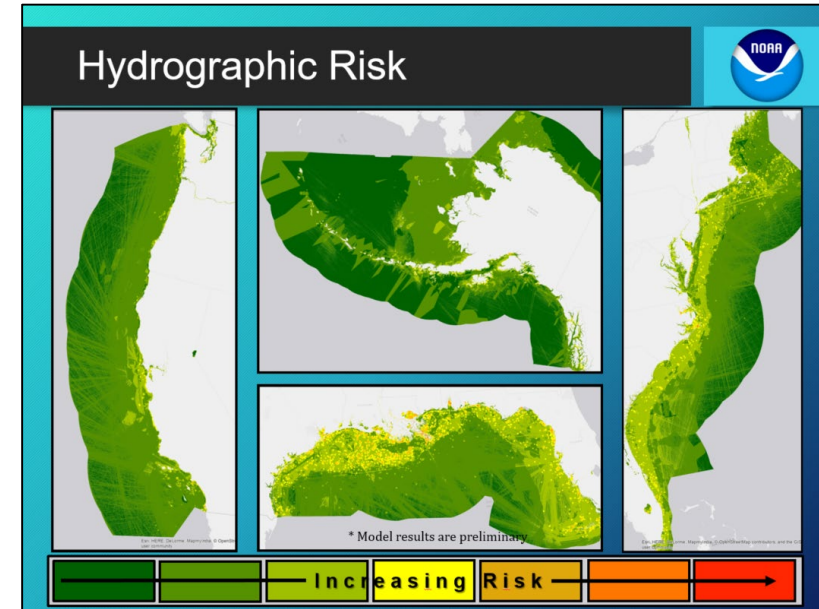 Hydrographic Risk
NOAA
* Model results are preliminary
Increasing Risk